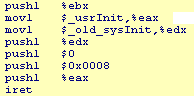 pushl %ebx
movl $_usrInit,%eax
movl $_old_sysInit,%edx
pushl %edx
pushl $0
pushl $0x0008
pushl %eax
iret